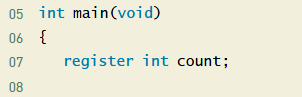 05 int main(void)
06 {
07    register int count;
08